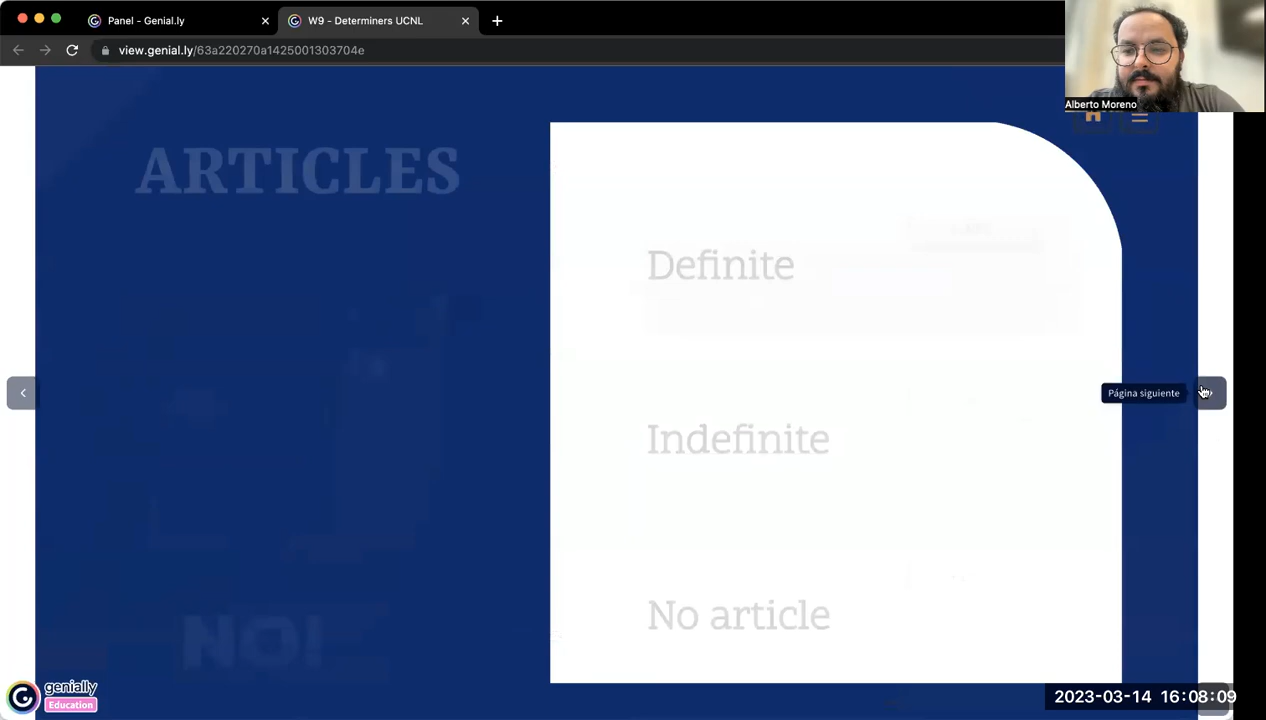 Panel - Genial.ly
W9 - Determiners UCNL
view.genial.ly/63a220270a1425001303704e
Alberto Moreno
ARTICLES
Definite
Página siguiente
Indefinite
No article
NO!
genially
Education
2023-03-14 16:08:09